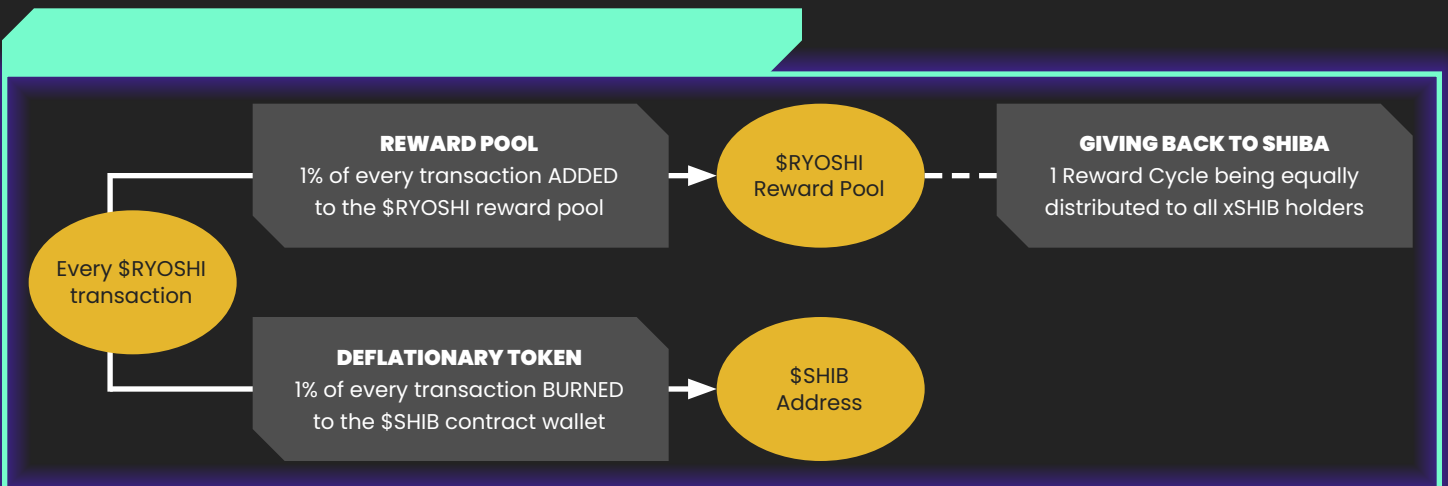 REWARD POOL
1% of every transaction ADDED
to the $RYOSHI reward pool
$RYOSHI
Reward Pool
GIVING BACK TO SHIBA
1 Reward Cycle being equally
distributed to all xSHIB holders
Every $RYOSHI
transaction
DEFLATIONARY TOKEN
1% of every transaction BURNED
to the $SHIB contract wallet
$SHIB
Address